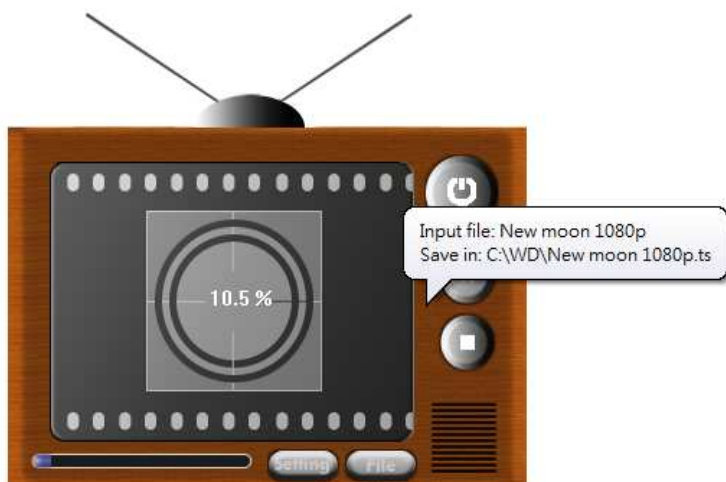 Input file: New moon 1080p
Save in: C:\WD\New moon 1080p.ts
10.5 %
Setting
File